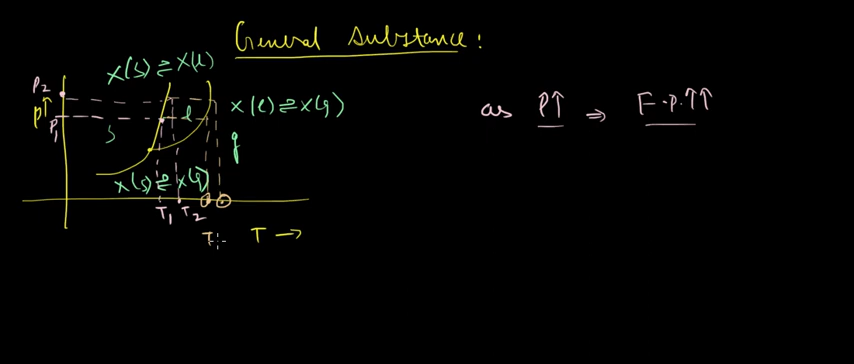 General Substance :
X(s) ⇌ X(l)
P2
P↑
P1
s
l
X(l) ⇌ X(g)
g
X(s) ⇌ X(g)
T1 T2
T →
as P↑ ⇒ F.P.↑↑